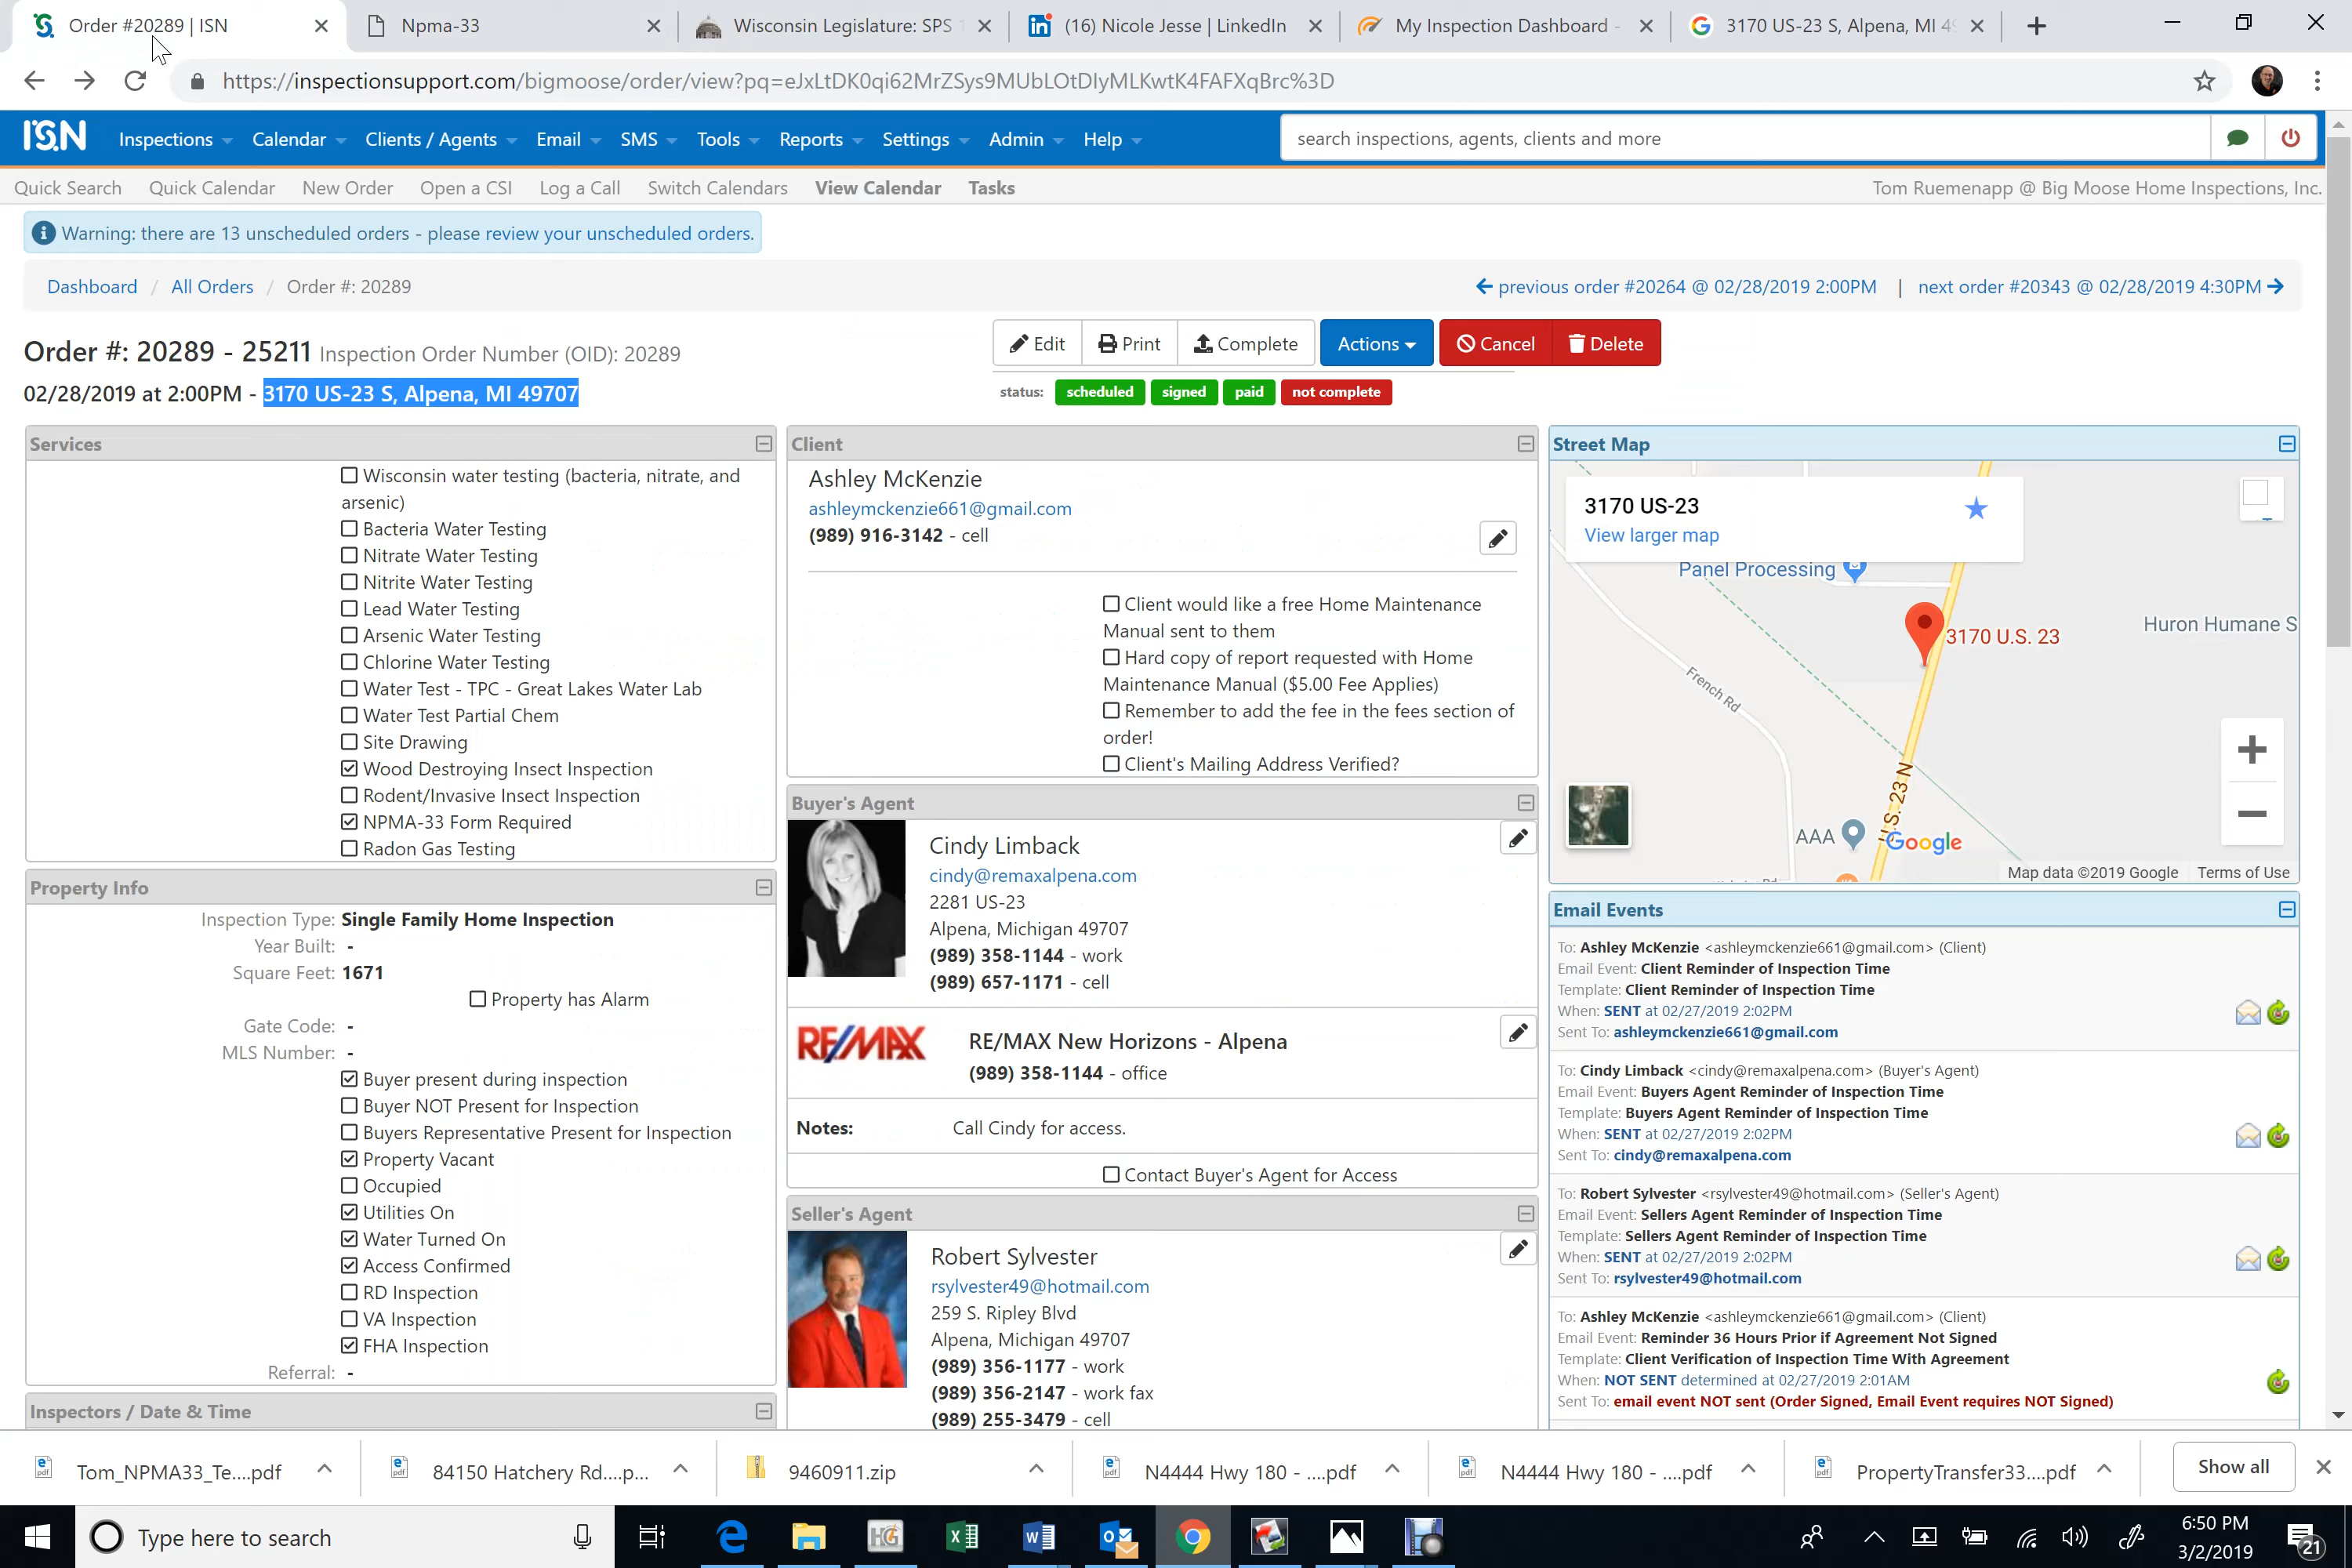 Order #20289 | ISN
Npma-33
Wisconsin Legislature: SPS
(16) Nicole Jesse | LinkedIn
My Inspection Dashboard -
3170 US-23 S, Alpena, MI 49
https://inspectionsupport.com/bigmoose/order/view?pq=eJxLtDK0qi62MrZSys9MUbLOtDIyMLKwtK4FAFXqBrc%3D
ISN Inspections Calendar Clients / Agents Email SMS Tools Reports Settings Admin Help
search inspections, agents, clients and more
Quick Search Quick Calendar New Order Open a CSI Log a Call Switch Calendars View Calendar Tasks
Tom Ruemenapp @ Big Moose Home Inspections, Inc.
Warning: there are 13 unscheduled orders - please review your unscheduled orders.
Dashboard / All Orders / Order #: 20289
previous order #20264 @ 02/28/2019 2:00PM | next order #20343 @ 02/28/2019 4:30PM
Order #: 20289 - 25211 Inspection Order Number (OID): 20289
Edit Print Complete Actions Cancel Delete
02/28/2019 at 2:00PM - 3170 US-23 S, Alpena, MI 49707
status: scheduled signed paid not complete
Services
Wisconsin water testing (bacteria, nitrate, and
arsenic)
Bacteria Water Testing
Nitrate Water Testing
Nitrite Water Testing
Lead Water Testing
Arsenic Water Testing
Chlorine Water Testing
Water Test - TPC - Great Lakes Water Lab
Water Test Partial Chem
Site Drawing
Wood Destroying Insect Inspection
Rodent/Invasive Insect Inspection
NPMA-33 Form Required
Radon Gas Testing
Property Info
Inspection Type: Single Family Home Inspection
Year Built: -
Square Feet: 1671
Property has Alarm
Gate Code: -
MLS Number: -
Buyer present during inspection
Buyer NOT Present for Inspection
Buyers Representative Present for Inspection
Property Vacant
Occupied
Utilities On
Water Turned On
Access Confirmed
RD Inspection
VA Inspection
FHA Inspection
Referral: -
Inspectors / Date & Time
Client
Ashley McKenzie
ashleymckenzie661@gmail.com
(989) 916-3142 - cell
Client would like a free Home Maintenance
Manual sent to them
Hard copy of report requested with Home
Maintenance Manual ($5.00 Fee Applies)
Remember to add the fee in the fees section of
order!
Client's Mailing Address Verified?
Buyer's Agent
Cindy Limback
cindy@remaxalpena.com
2281 US-23
Alpena, Michigan 49707
(989) 358-1144 - work
(989) 657-1171 - cell
RE/MAX
RE/MAX New Horizons - Alpena
(989) 358-1144 - office
Notes: Call Cindy for access.
Contact Buyer's Agent for Access
Seller's Agent
Robert Sylvester
rsylvester49@hotmail.com
259 S. Ripley Blvd
Alpena, Michigan 49707
(989) 356-1177 - work
(989) 356-2147 - work fax
(989) 255-3479 - cell
Street Map
3170 US-23
View larger map
Panel Processing
3170 U.S. 23
Huron Humane S
French Rd
U.S. 23 N
AAA
Google
Map data ©2019 Google Terms of Use
Email Events
To: Ashley McKenzie <ashleymckenzie661@gmail.com> (Client)
Email Event: Client Reminder of Inspection Time
Template: Client Reminder of Inspection Time
When: SENT at 02/27/2019 2:02PM
Sent To: ashleymckenzie661@gmail.com
To: Cindy Limback <cindy@remaxalpena.com> (Buyer's Agent)
Email Event: Buyers Agent Reminder of Inspection Time
Template: Buyers Agent Reminder of Inspection Time
When: SENT at 02/27/2019 2:02PM
Sent To: cindy@remaxalpena.com
To: Robert Sylvester <rsylvester49@hotmail.com> (Seller's Agent)
Email Event: Sellers Agent Reminder of Inspection Time
Template: Sellers Agent Reminder of Inspection Time
When: SENT at 02/27/2019 2:02PM
Sent To: rsylvester49@hotmail.com
To: Ashley McKenzie <ashleymckenzie661@gmail.com> (Client)
Email Event: Reminder 36 Hours Prior if Agreement Not Signed
Template: Client Verification of Inspection Time With Agreement
When: NOT SENT determined at 02/27/2019 2:01AM
Sent To: email event NOT sent (Order Signed, Email Event requires NOT Signed)
Tom_NPMA33_Te....pdf
84150 Hatchery Rd....p...
9460911.zip
N4444 Hwy 180 - ....pdf
N4444 Hwy 180 - ....pdf
PropertyTransfer33....pdf
Show all
Type here to search
6:50 PM
3/2/2019
21